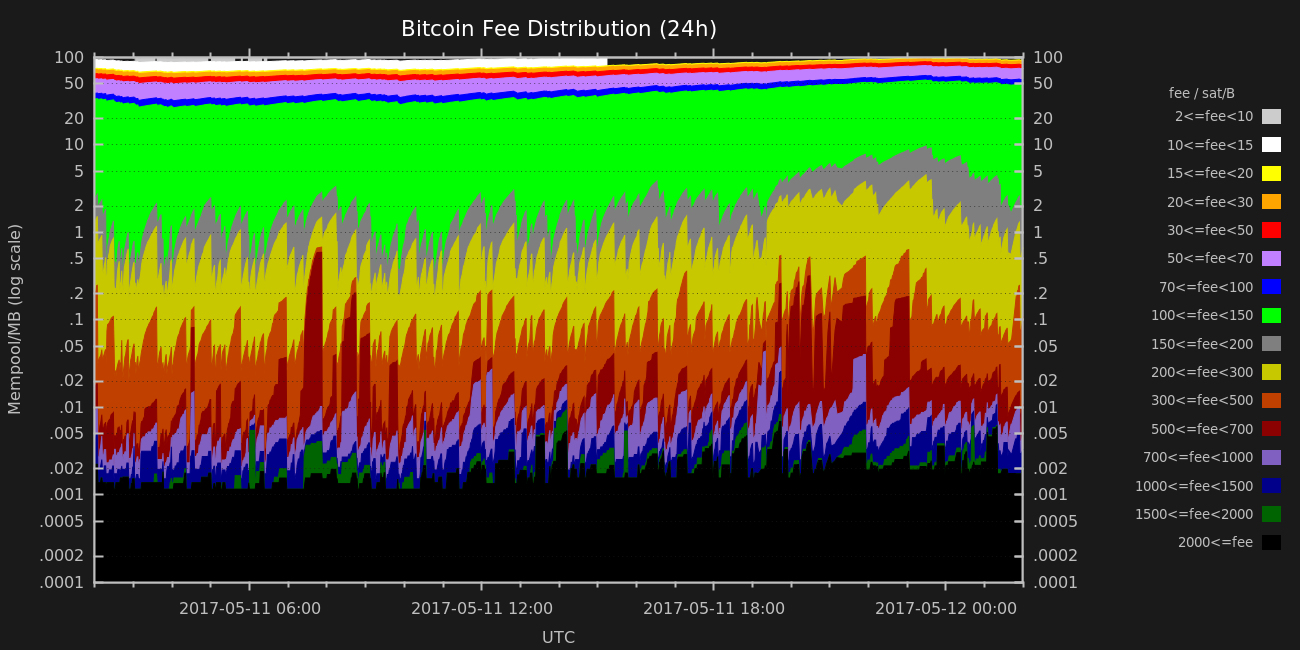 Bitcoin Fee Distribution (24h)
Mempool/MB (log scale)
100
50
20
10
5
2
1
.5
.2
.1
.05
.02
.01
.005
.002
.001
.0005
.0002
.0001
100
50
20
10
5
2
1
.5
.2
.1
.05
.02
.01
.005
.002
.001
.0005
.0002
.0001
2017-05-11 06:00
2017-05-11 12:00
2017-05-11 18:00
2017-05-12 00:00
UTC
fee / sat/B
2<=fee<10
10<=fee<15
15<=fee<20
20<=fee<30
30<=fee<50
50<=fee<70
70<=fee<100
100<=fee<150
150<=fee<200
200<=fee<300
300<=fee<500
500<=fee<700
700<=fee<1000
1000<=fee<1500
1500<=fee<2000
2000<=fee